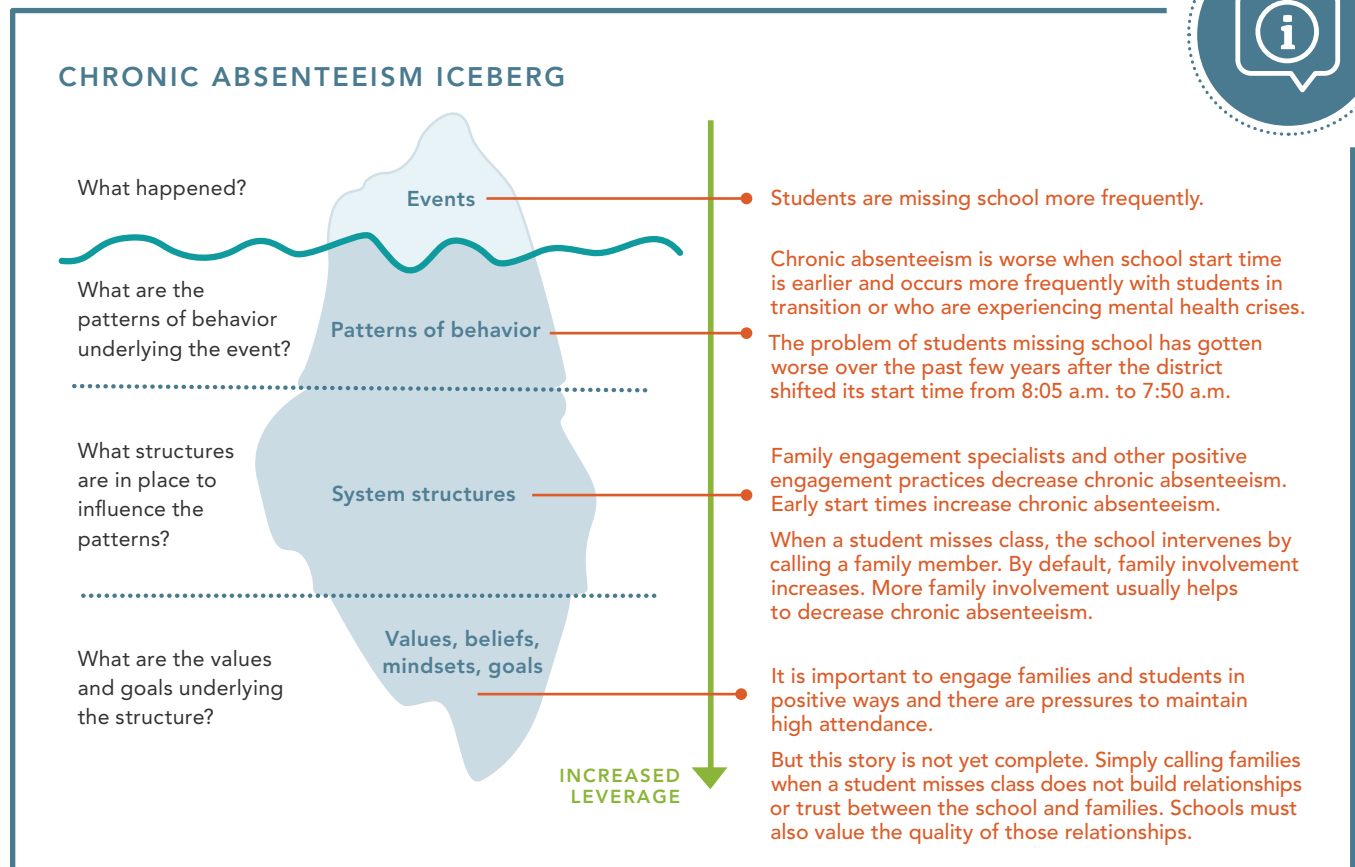 i
CHRONIC ABSENTEEISM ICEBERG
What happened?
Events
Students are missing school more frequently.
What are the
patterns of behavior
underlying the event?
Patterns of behavior
Chronic absenteeism is worse when school start time
is earlier and occurs more frequently with students in
transition or who are experiencing mental health crises.
The problem of students missing school has gotten
worse over the past few years after the district
shifted its start time from 8:05 a.m. to 7:50 a.m.
What structures
are in place to
influence the
patterns?
System structures
Family engagement specialists and other positive
engagement practices decrease chronic absenteeism.
Early start times increase chronic absenteeism.
When a student misses class, the school intervenes by
calling a family member. By default, family involvement
increases. More family involvement usually helps
to decrease chronic absenteeism.
What are the values
and goals underlying
the structure?
Values, beliefs,
mindsets, goals
It is important to engage families and students in
positive ways and there are pressures to maintain
high attendance.
But this story is not yet complete. Simply calling families
when a student misses class does not build relationships
or trust between the school and families. Schools must
also value the quality of those relationships.
INCREASED
LEVERAGE